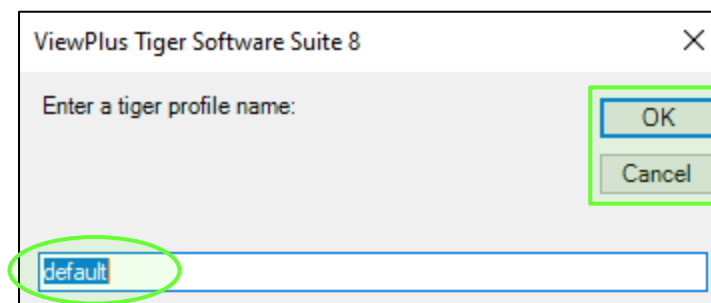 ViewPlus Tiger Software Suite 8
Enter a tiger profile name:
OK
Cancel
default